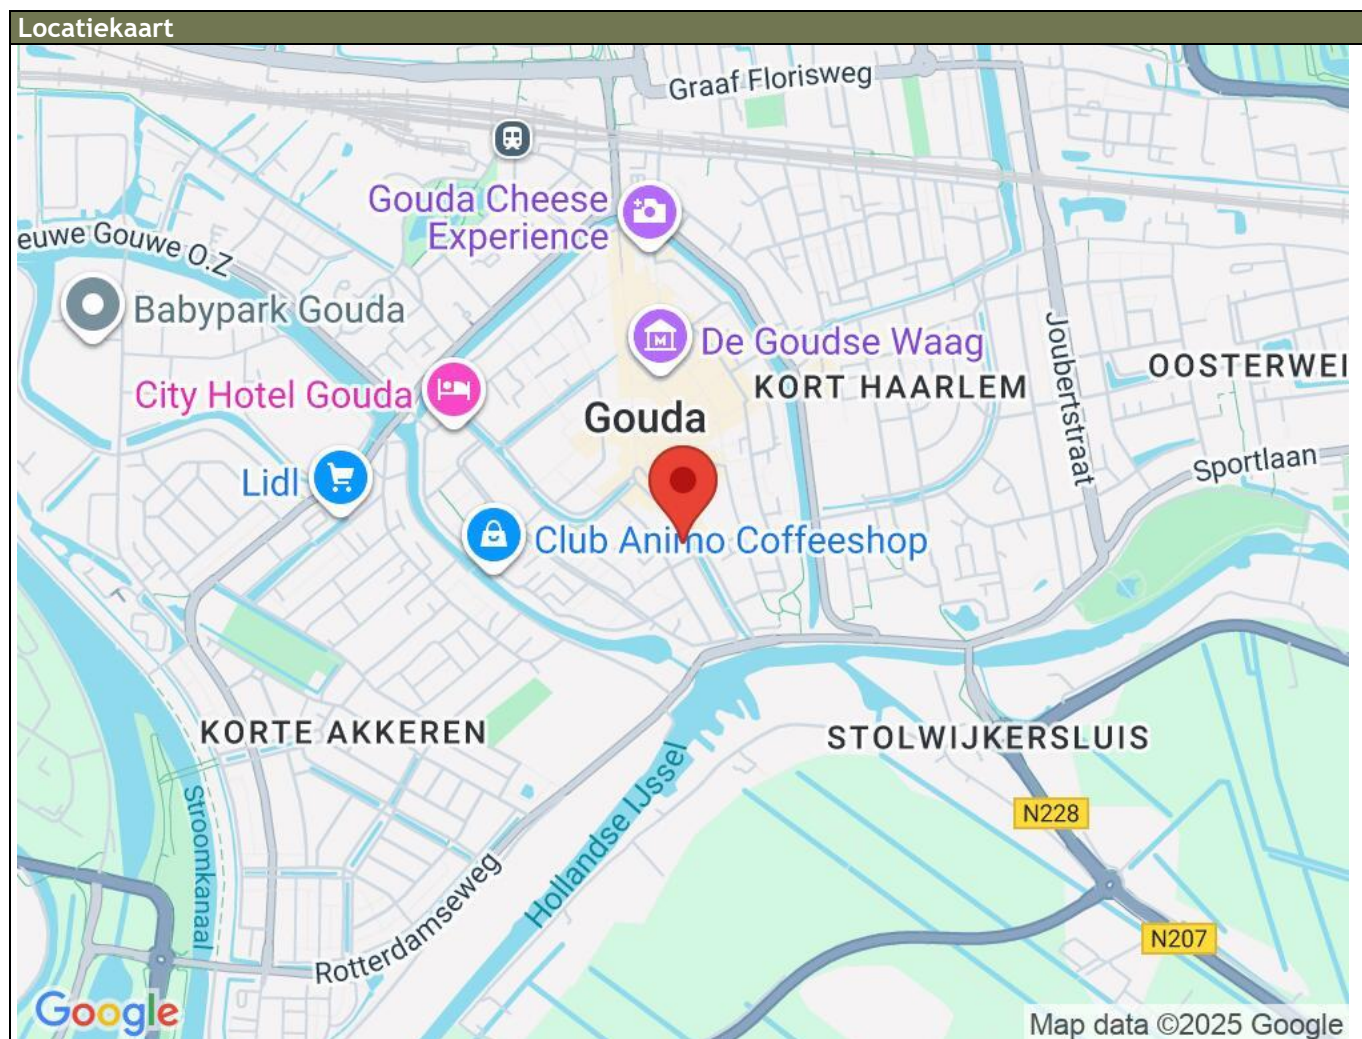 Locatiekaart
Graaf Florisweg
Gouda Cheese
Experience
euwe Gouwe O.Z
Babypark Gouda
De Goudse Waag
Joubertstraat
OOSTERWEI
KORT HAARLEM
City Hotel Gouda
Gouda
Sportlaan
Lidl
Club Animo Coffeeshop
KORTE AKKEREN
STOLWIJKERSLUIS
Hollandse IJssel
Stroomkanaal
N228
Rotterdamseweg
N207
Google
Map data ©2025 Google